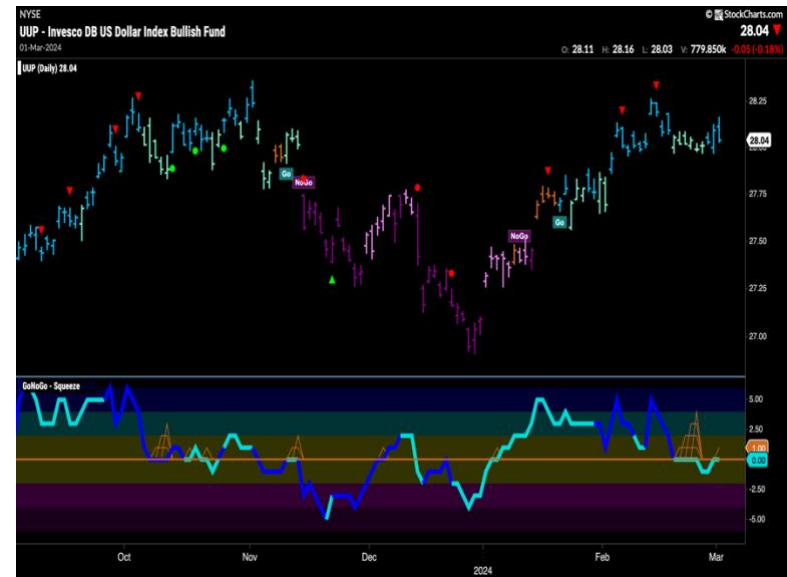 NYSE
© StockCharts.com
UUP - Invesco DB US Dollar Index Bullish Fund
28.04
01-Mar-2024
O: 28.11 H: 28.16 L: 28.03 V: 779.850k -0.05 (-0.18%)
UUP (Daily) 28.04
28.25
28.04
28.00
Go
NoGo
27.75
NoGo
Go
27.50
27.25
27.00
GoNoGo - Squeeze
5.00
2.50
1.00
0.00
-2.50
-5.00
Oct Nov Dec 2024 Feb Mar